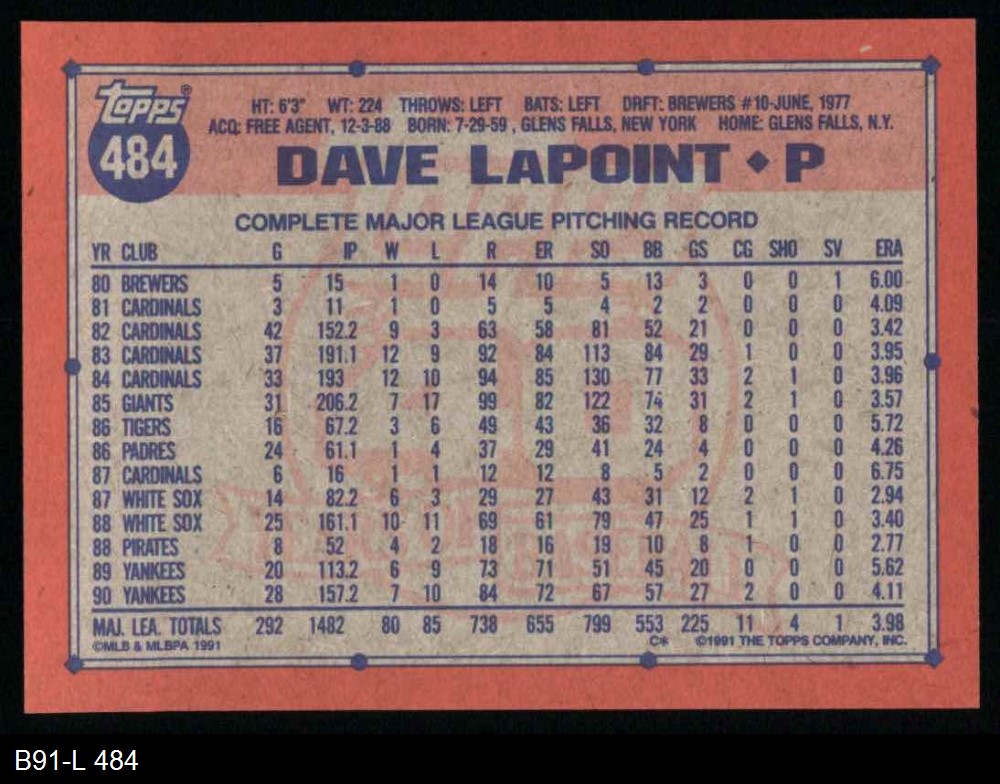 Topps®
484
HT: 6'3" WT: 224 THROWS: LEFT BATS: LEFT DRFT: BREWERS #10-JUNE, 1977
ACQ: FREE AGENT, 12-3-88 BORN: 7-29-59 , GLENS FALLS, NEW YORK HOME: GLENS FALLS, N.Y.
DAVE LaPOINT ◆ P
COMPLETE MAJOR LEAGUE PITCHING RECORD
YR CLUB G IP W L R ER SO BB GS CG SHO SV ERA
80 BREWERS 5 15 1 0 14 10 5 13 3 0 0 1 6.00
81 CARDINALS 3 11 1 0 5 5 4 2 2 0 0 0 4.09
82 CARDINALS 42 152.2 9 3 63 58 81 52 21 0 0 0 3.42
83 CARDINALS 37 191.1 12 9 92 84 113 84 29 1 0 0 3.95
84 CARDINALS 33 193 12 10 94 85 130 77 33 2 1 0 3.96
85 GIANTS 31 206.2 7 17 99 82 122 74 31 2 1 0 3.57
86 TIGERS 16 67.2 3 6 49 43 36 32 8 0 0 0 5.72
86 PADRES 24 61.1 1 4 37 29 41 24 4 0 0 0 4.26
87 CARDINALS 6 16 1 1 12 12 8 5 2 0 0 0 6.75
87 WHITE SOX 14 82.2 6 3 29 27 43 31 12 2 1 0 2.94
88 WHITE SOX 25 161.1 10 11 69 61 79 47 25 1 1 0 3.40
88 PIRATES 8 52 4 2 18 16 19 10 8 1 0 0 2.77
89 YANKEES 20 113.2 6 9 73 71 51 45 20 0 0 0 5.62
90 YANKEES 28 157.2 7 10 84 72 67 57 27 2 0 0 4.11
MAJ. LEA. TOTALS 292 1482 80 85 738 655 799 553 225 11 4 1 3.98
©MLB & MLBPA 1991 C* ©1991 THE TOPPS COMPANY, INC.
B91-L 484